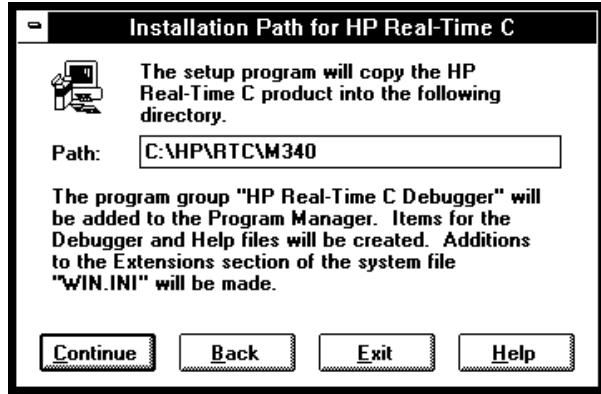 Installation Path for HP Real-Time C
The setup program will copy the HP
Real-Time C product into the following
directory.
Path: C:\HP\RTC\M340
The program group "HP Real-Time C Debugger" will
be added to the Program Manager. Items for the
Debugger and Help files will be created. Additions
to the Extensions section of the system file
"WIN.INI" will be made.
Continue Back Exit Help